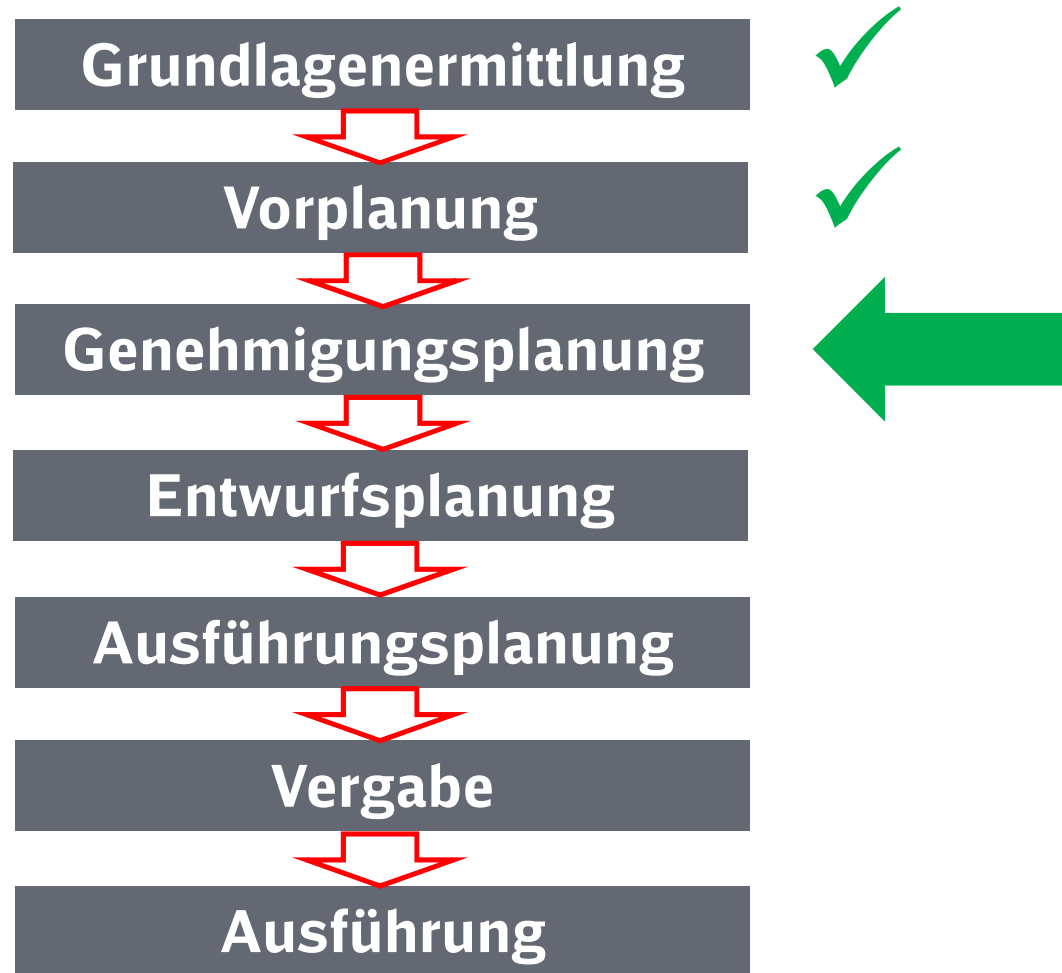 Grundlagenermittlung
Vorplanung
Genehmigungsplanung
Entwurfsplanung
Ausführungsplanung
Vergabe
Ausführung